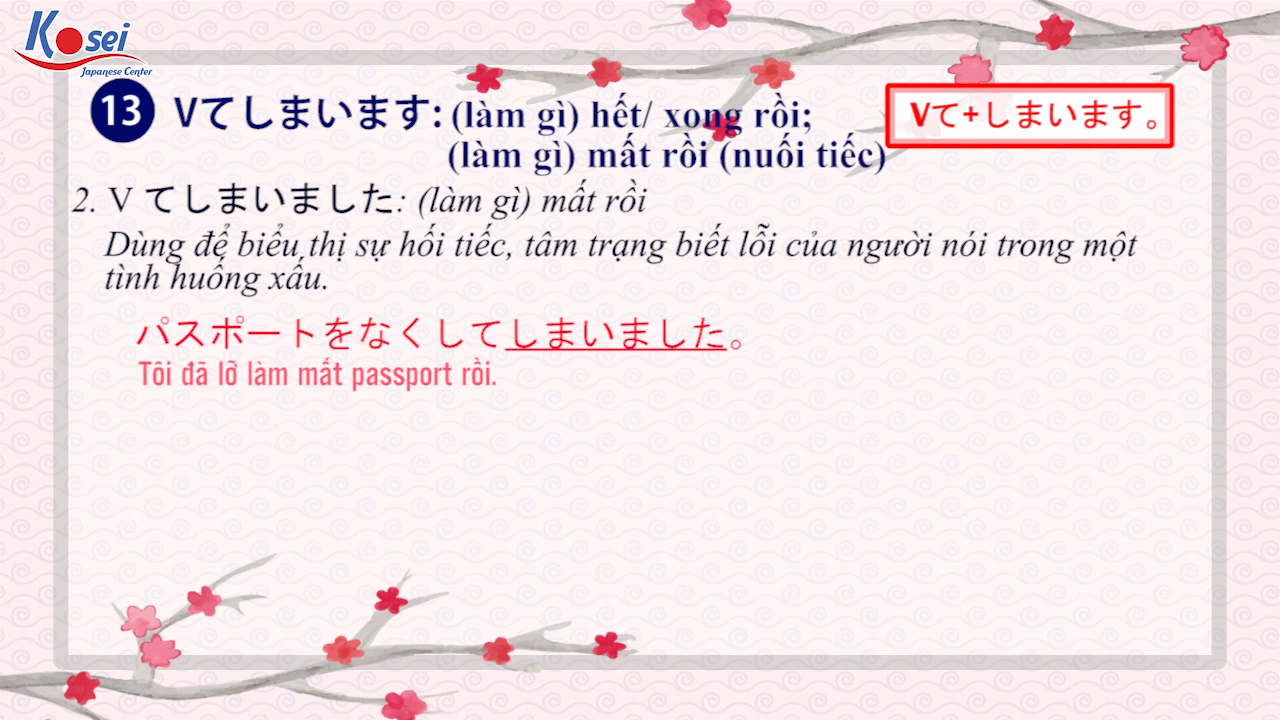 Kosei
Japanese Center
13 Vてしまいます: (làm gì) hết/ xong rồi;
(làm gì) mất rồi (nuối tiếc)
Vて+しまいます。
2. V てしまいました: (làm gì) mất rồi
Dùng để biểu thị sự hối tiếc, tâm trạng biết lỗi của người nói trong một
tình huống xấu.
パスポートをなくしてしまいました。
Tôi đã lỡ làm mất passport rồi.